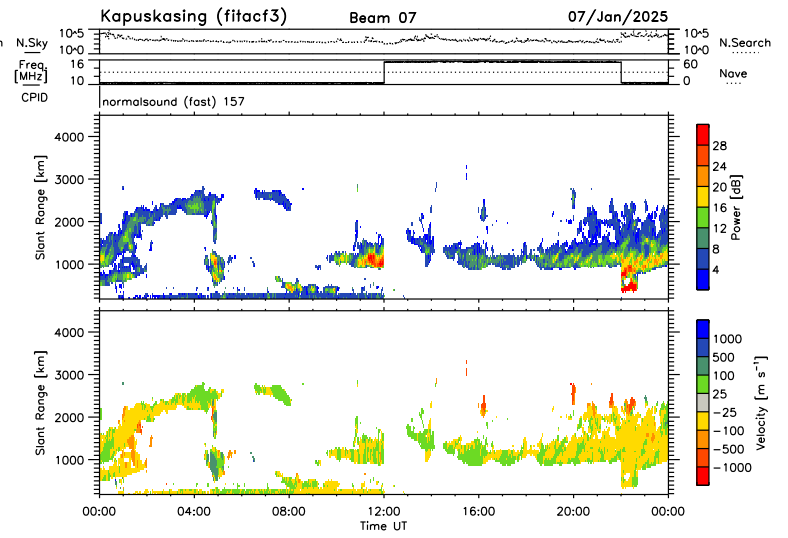 Kapuskasing (fitacf3) Beam 07 07/Jan/2025
n N.Sky 10^5 10^5 N.Search
10^0 10^0
Freq. 16 60 Nave
[MHz] 10 0
CPID normalsound (fast) 157
Slant Range [km]
4000
3000
2000
1000
28
24
20
16
12
8
4
Power [dB]
Slant Range [km]
4000
3000
2000
1000
1000
500
100
25
-25
-100
-500
-1000
Velocity [m s⁻¹]
00:00 04:00 08:00 12:00 16:00 20:00 00:00
Time UT